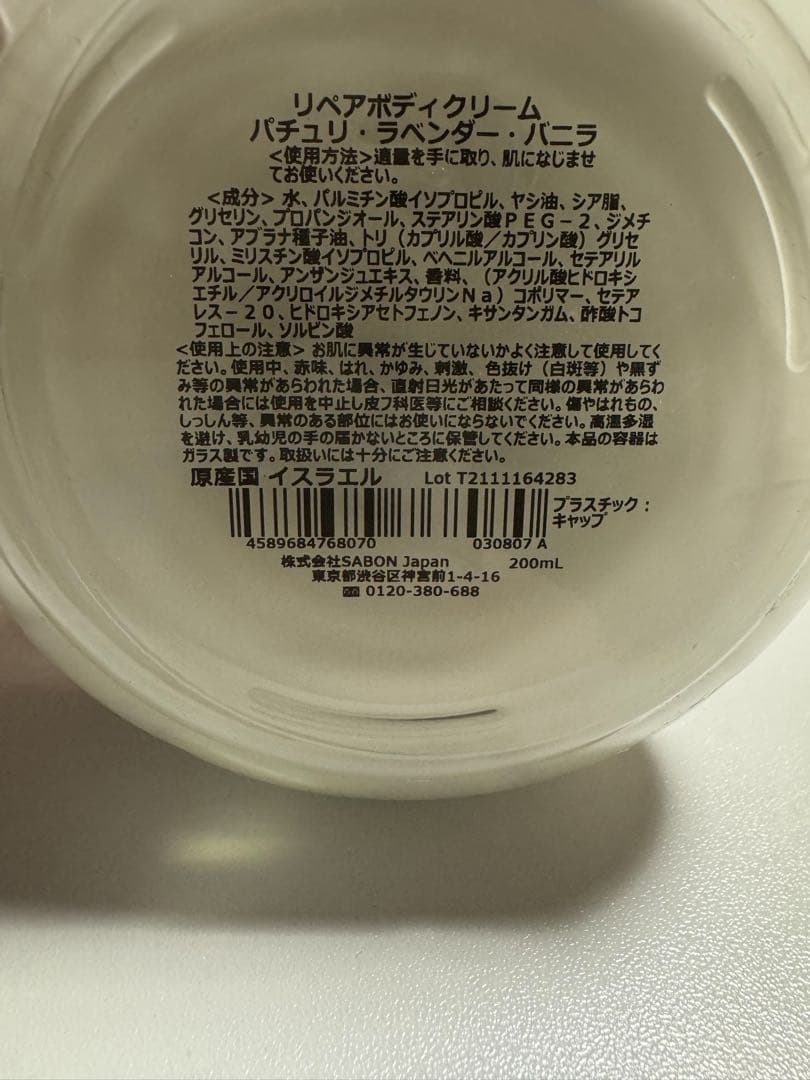 リペアボディクリーム
パチュリ・ラベンダー・バニラ
<使用方法>適量を手に取り、肌になじませ
てお使いください。
<成分> 水、パルミチン酸イソプロピル、ヤシ油、シア脂、
グリセリン、プロパンジオール、ステアリン酸ＰＥＧ－２、ジメチ
コン、アブラナ種子油、トリ（カプリル酸／カプリン酸）グリセ
リル、ミリスチン酸イソプロピル、ベヘニルアルコール、セテアリル
アルコール、アンサンジュエキス、香料、（アクリル酸ヒドロキシ
エチル／アクリロイルジメチルタウリンＮａ）コポリマー、セテア
レス－２０、ヒドロキシアセトフェノン、キサンタンガム、酢酸トコ
フェロール、ソルビン酸
<使用上の注意> お肌に異常が生じていないかよく注意して使用してく
ださい。使用中、赤味、はれ、かゆみ、刺激、色抜け（白斑等）や黒ず
み等の異常があらわれた場合、直射日光があたって同様の異常があらわ
れた場合には使用を中止し皮フ科医等にご相談ください。傷やはれもの、
しっしん等、異常のある部位にはお使いにならないでください。高温多湿
を避け、乳幼児の手の届かないところに保管してください。本品の容器は
ガラス製です。取扱いには十分にご注意ください。
原産国 イスラエル Lot T2111164283
プラスチック：
キャップ
4589684768070 030807 A
株式会社SABON Japan 200mL
東京都渋谷区神宮前1-4-16
0120-380-688